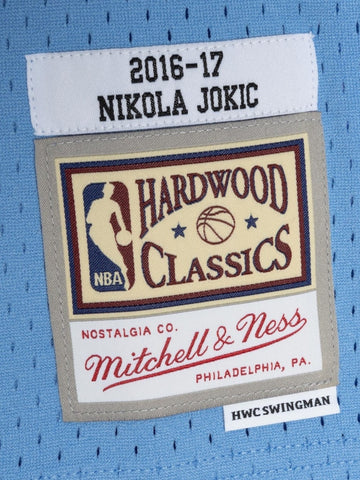 2016-17
NIKOLA JOKIC
HARDWOOD
CLASSICS
NBA
NOSTALGIA CO.
Mitchell & Ness
PHILADELPHIA, PA.
HWC SWINGMAN